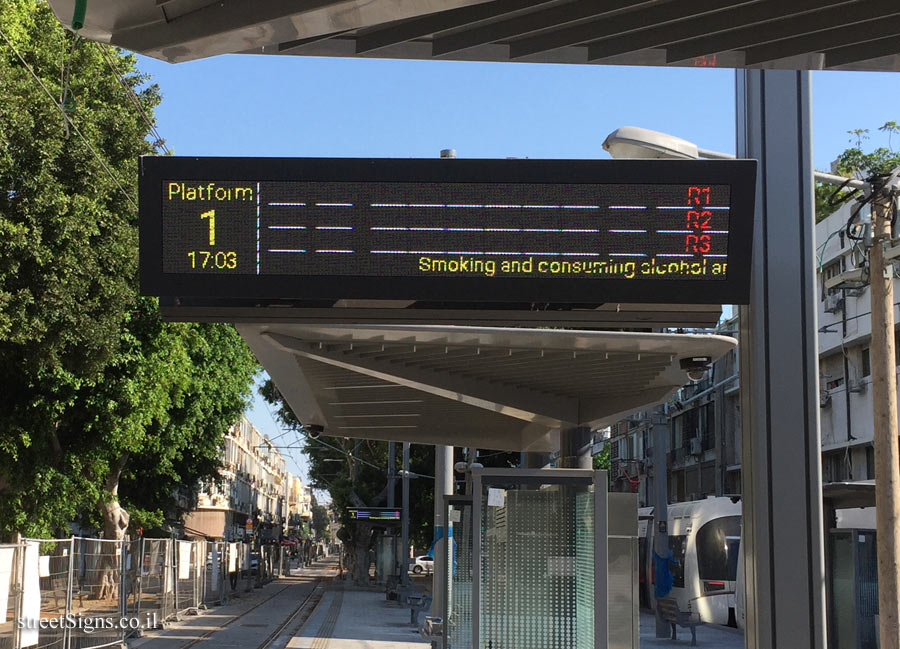 Platform
1
17:03
R1
R2
R3
Smoking and consuming alcohol ar
streetSigns.co.il